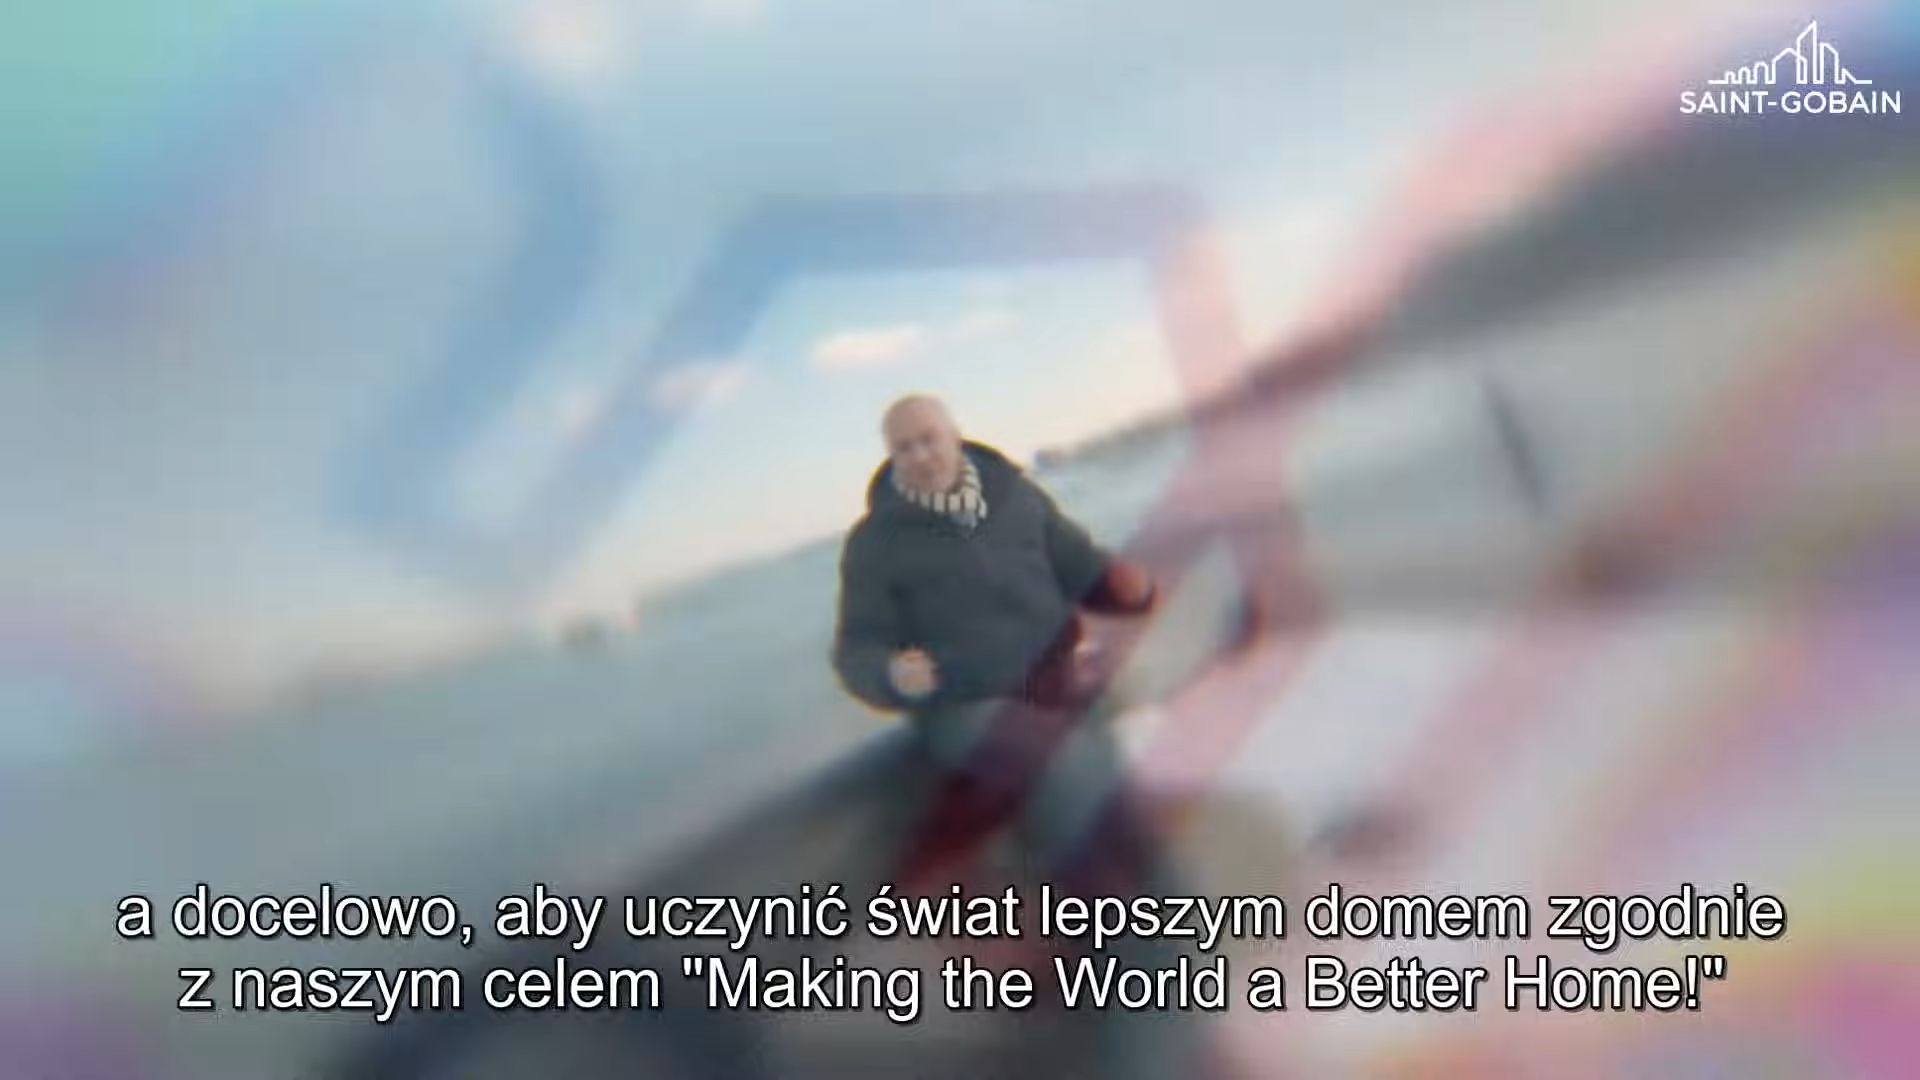 SAINT-GOBAIN
a docelowo, aby uczynić świat lepszym domem zgodnie
z naszym celem "Making the World a Better Home!"